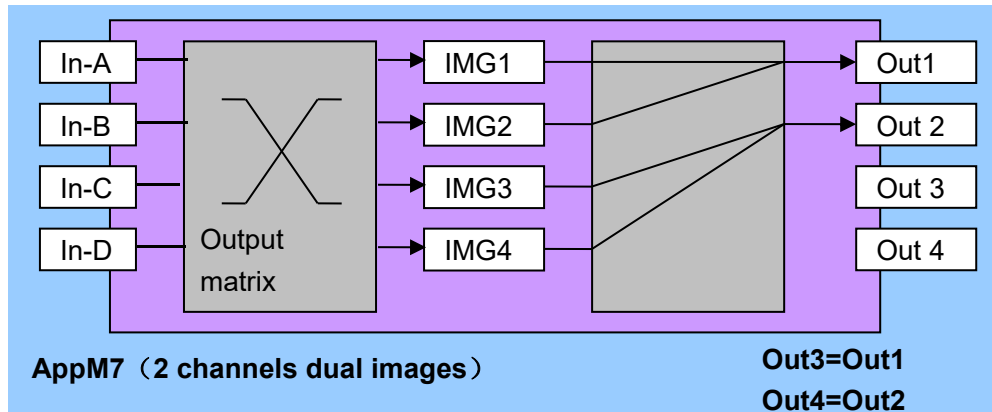 In-A
IMG1
Out1
In-B
IMG2
Out 2
In-C
IMG3
Out 3
In-D
Output
matrix
IMG4
Out 4
AppM7（2 channels dual images）
Out3=Out1
Out4=Out2